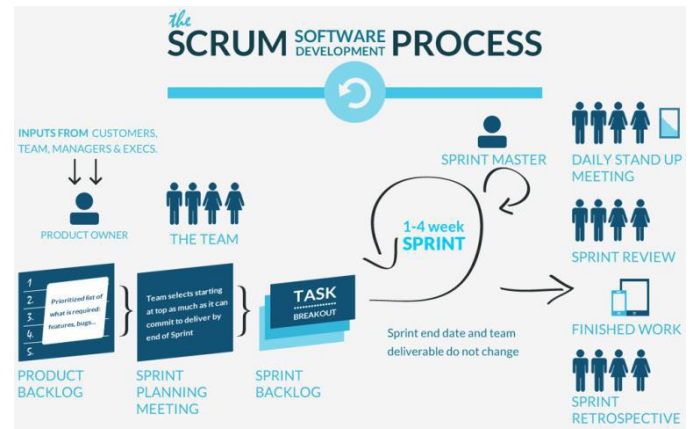 the
SCRUM SOFTWARE DEVELOPMENT PROCESS
INPUTS FROM CUSTOMERS,
TEAM, MANAGERS & EXECS.
PRODUCT OWNER
THE TEAM
1
2.
3.
4.
5.
Prioritized list of
what is required:
features, bugs...
PRODUCT
BACKLOG
Team selects starting
at top as much as it can
commit to deliver by
end of Sprint
SPRINT
PLANNING
MEETING
TASK
BREAKOUT
SPRINT
BACKLOG
1-4 week
SPRINT
SPRINT MASTER
Sprint end date and team
deliverable do not change
DAILY STAND UP
MEETING
SPRINT REVIEW
FINISHED WORK
SPRINT
RETROSPECTIVE